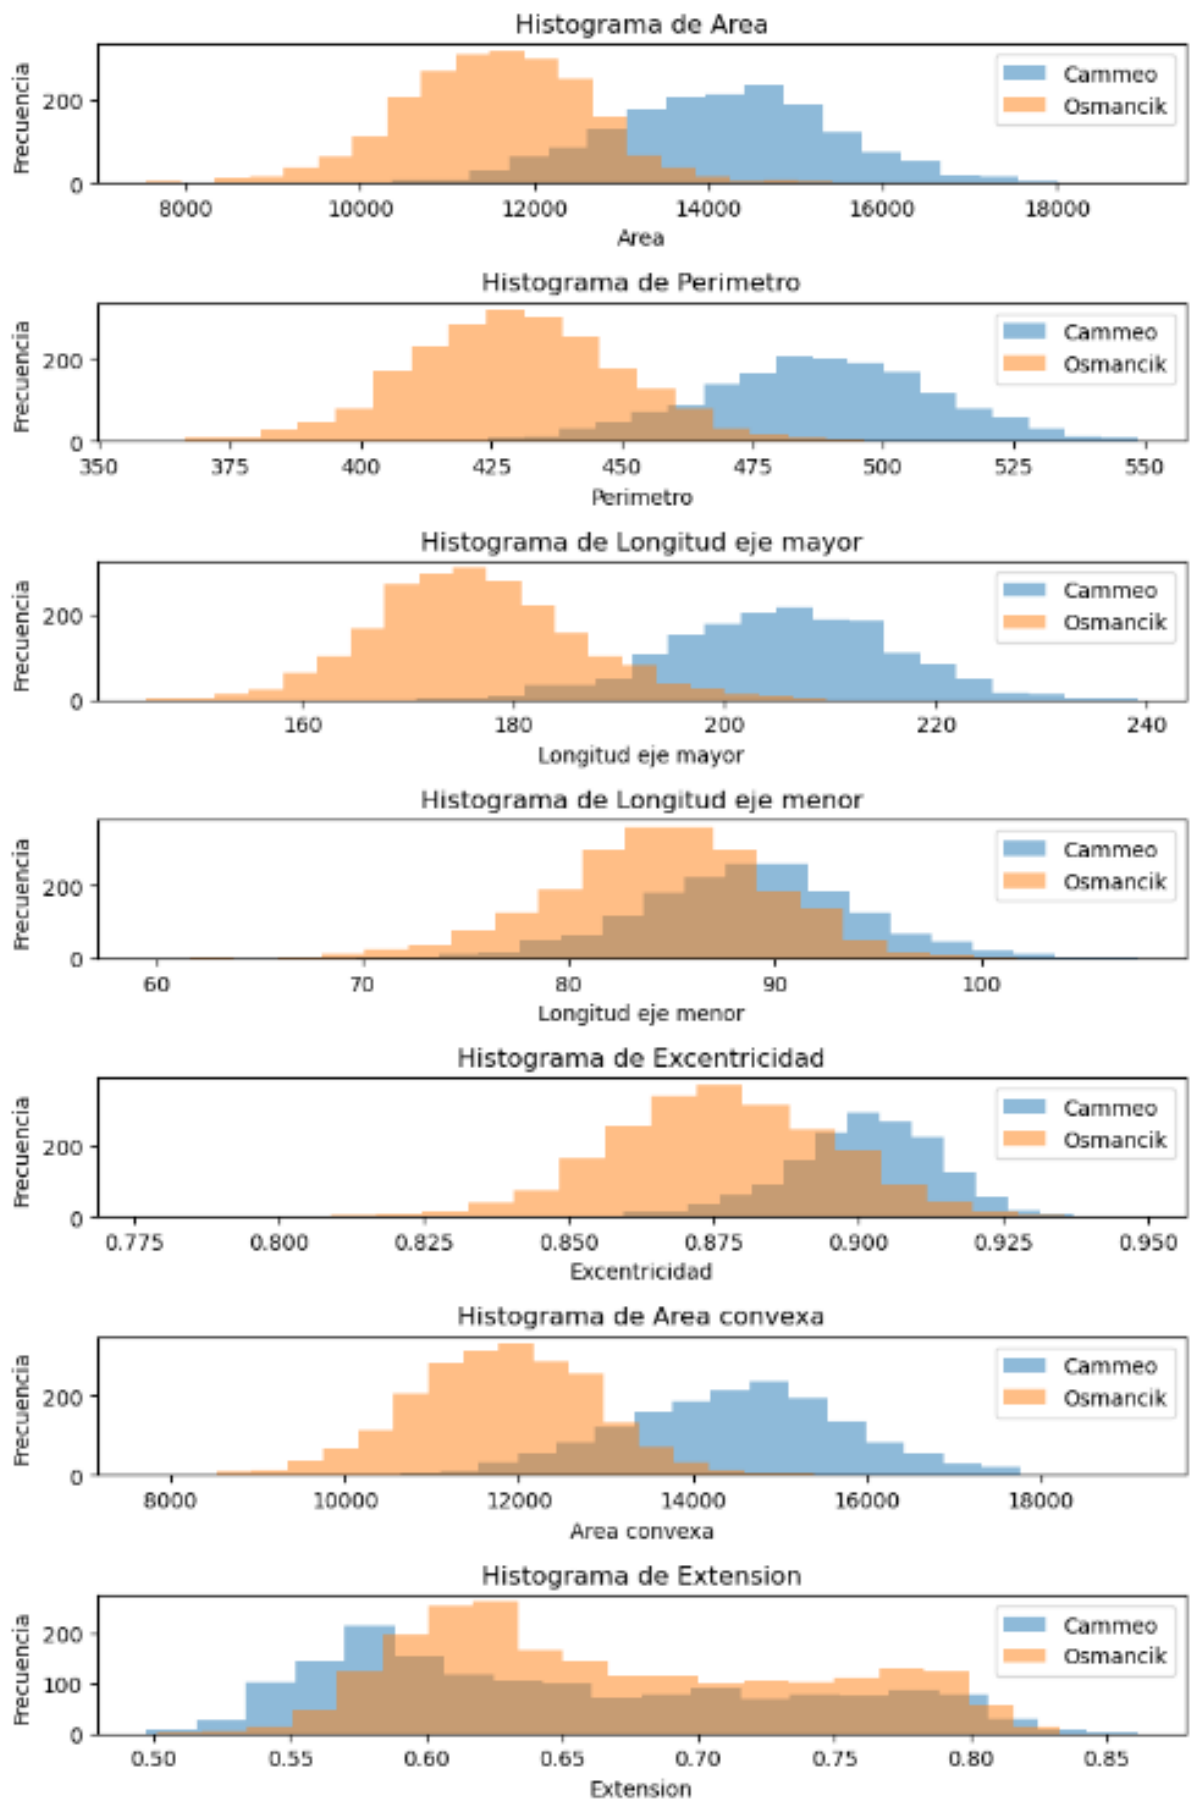 Histograma de Area
Frecuencia
200
0
Cammeo
Osmancik
8000 10000 12000 14000 16000 18000
Area
Histograma de Perimetro
Frecuencia
200
0
Cammeo
Osmancik
350 375 400 425 450 475 500 525 550
Perimetro
Histograma de Longitud eje mayor
Frecuencia
200
0
Cammeo
Osmancik
160 180 200 220 240
Longitud eje mayor
Histograma de Longitud eje menor
Frecuencia
200
0
Cammeo
Osmancik
60 70 80 90 100
Longitud eje menor
Histograma de Excentricidad
Frecuencia
200
0
Cammeo
Osmancik
0.775 0.800 0.825 0.850 0.875 0.900 0.925 0.950
Excentricidad
Histograma de Area convexa
Frecuencia
200
0
Cammeo
Osmancik
8000 10000 12000 14000 16000 18000
Area convexa
Histograma de Extension
Frecuencia
200
100
0
Cammeo
Osmancik
0.50 0.55 0.60 0.65 0.70 0.75 0.80 0.85
Extension